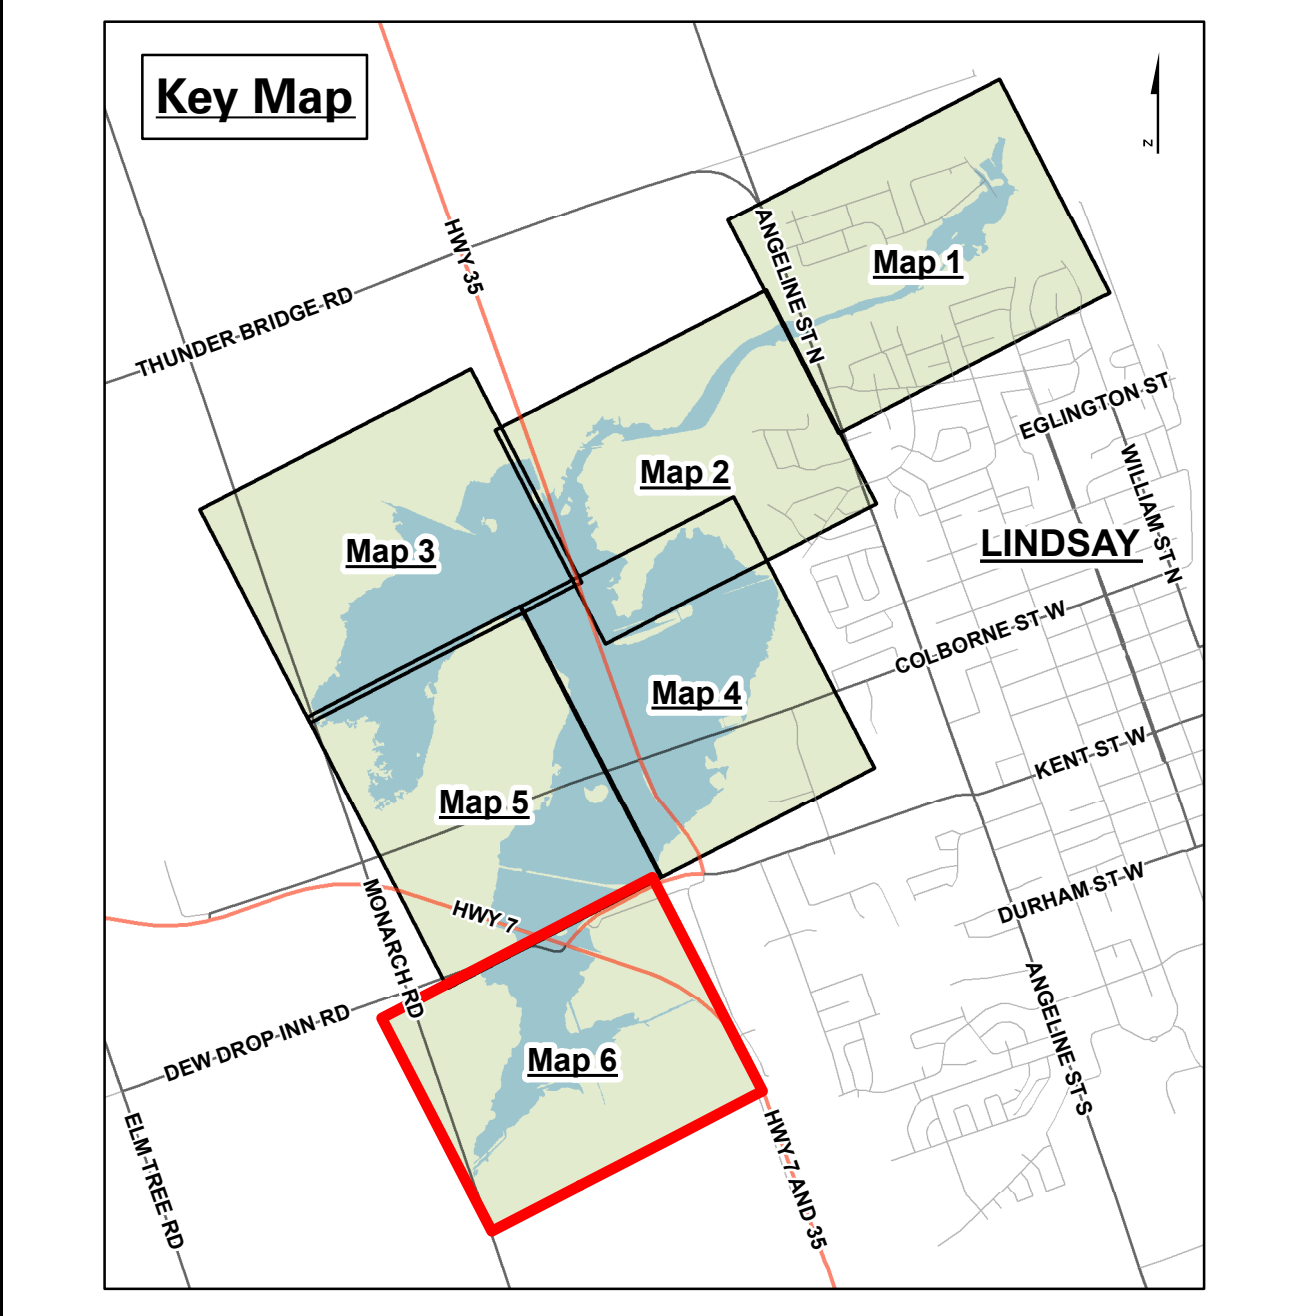 Key Map
z
HWY 35
ANGELINE ST N
Map 1
THUNDER BRIDGE RD
EGLINGTON ST
Map 2
WILLIAM ST N
Map 3
LINDSAY
COLBORNE ST W
Map 4
KENT ST W
Map 5
DURHAM ST W
MONARCH RD
HWY 7
DEW DROP INN RD
ANGELINE ST S
Map 6
ELM TREE RD
HWY 7 AND 35